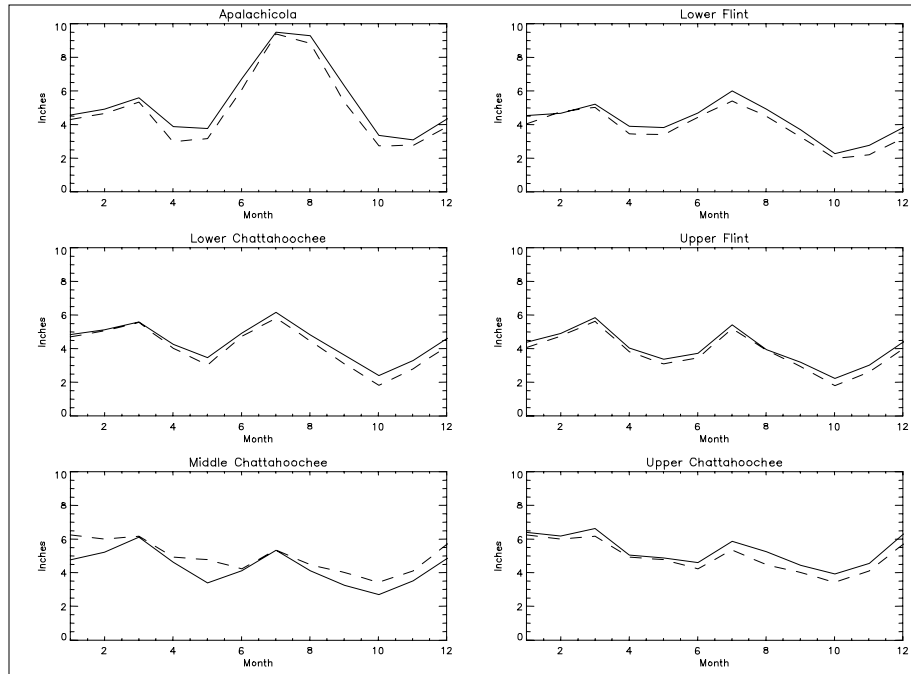 Apalachicola
10
8
6
4
2
0
Inches
2 4 6 8 10 12
Month
Lower Flint
10
8
6
4
2
0
Inches
2 4 6 8 10 12
Month
Lower Chattahoochee
10
8
6
4
2
0
Inches
2 4 6 8 10 12
Month
Upper Flint
10
8
6
4
2
0
Inches
2 4 6 8 10 12
Month
Middle Chattahoochee
10
8
6
4
2
0
Inches
2 4 6 8 10 12
Month
Upper Chattahoochee
10
8
6
4
2
0
Inches
2 4 6 8 10 12
Month